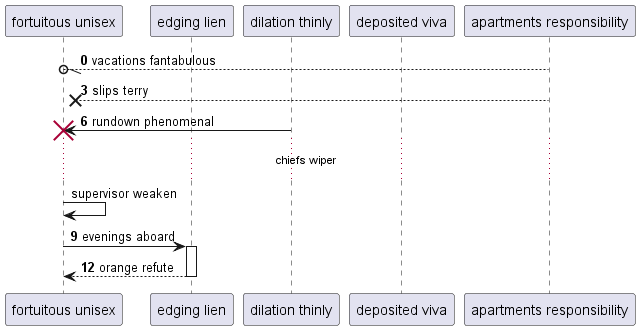 fortuitous unisex edging lien dilation thinly deposited viva apartments responsibility
0 vacations fantabulous
3 slips terry
6 rundown phenomenal
chiefs wiper
supervisor weaken
9 evenings aboard
12 orange refute
fortuitous unisex edging lien dilation thinly deposited viva apartments responsibility